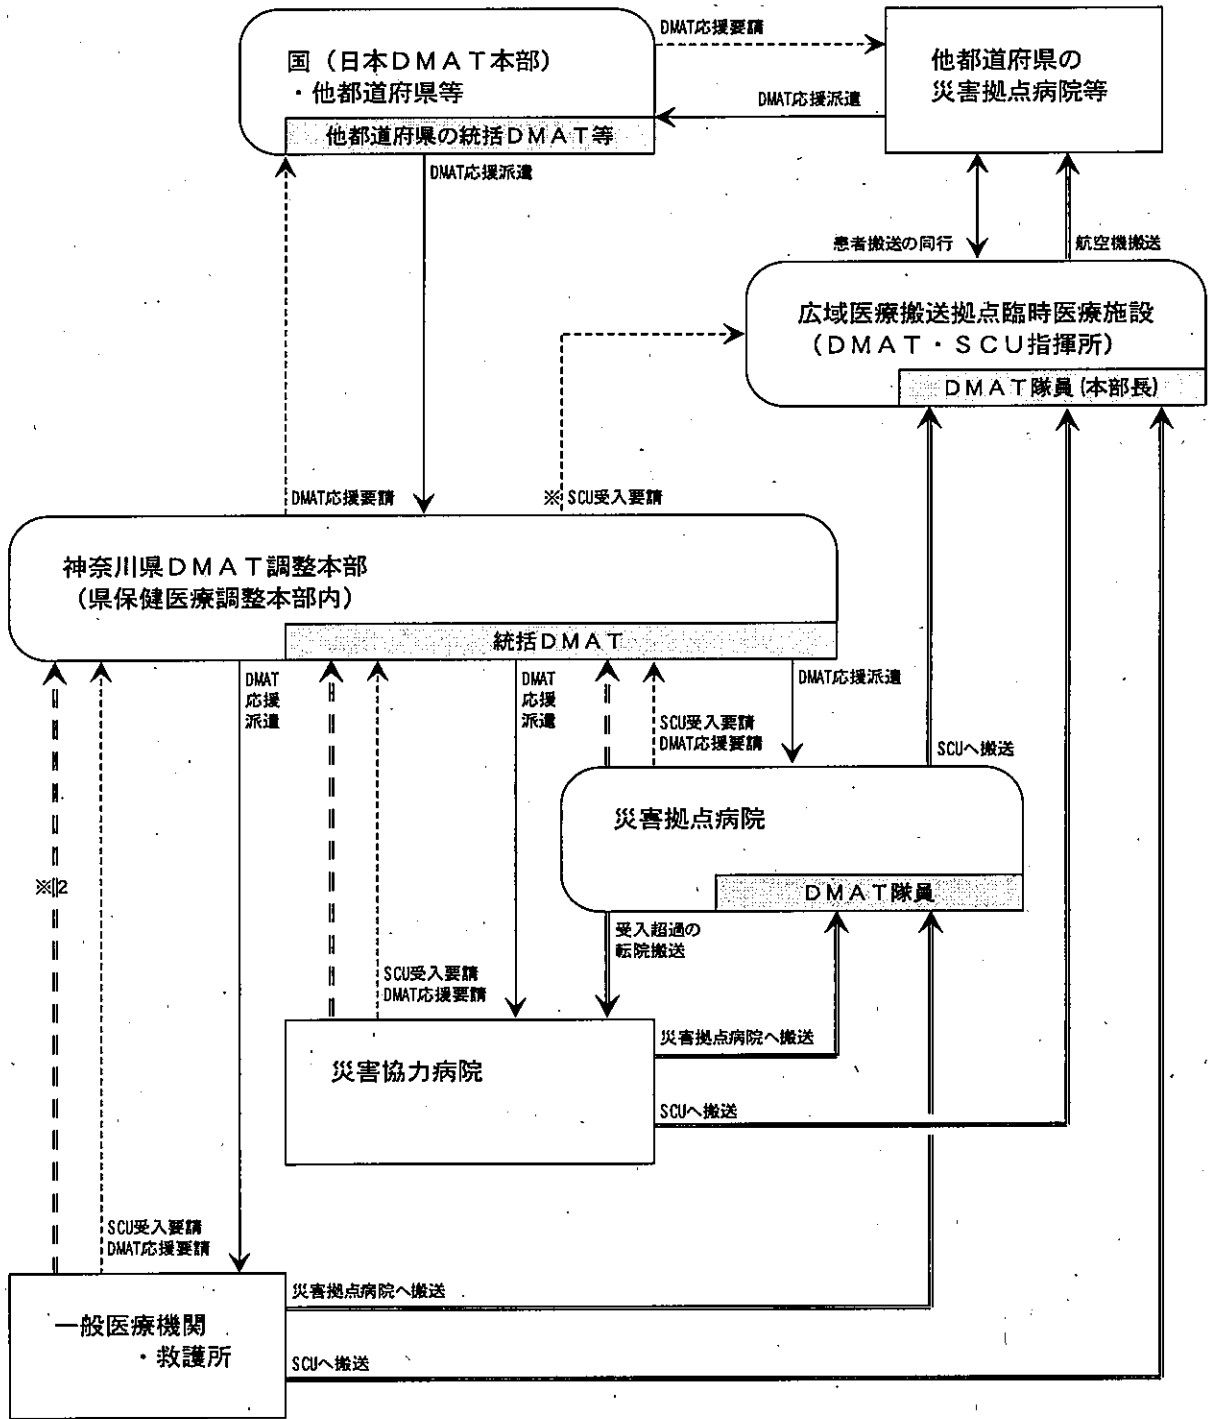 DMAT応援要請
国（日本DMAT本部）
・他都道府県等
他都道府県の統括DMAT等
他都道府県の
災害拠点病院等
DMAT応援派遣
DMAT応援派遣
患者搬送の同行
航空機搬送
広域医療搬送拠点臨時医療施設
（DMAT・SCU指揮所）
DMAT隊員(本部長)
DMAT応援要請
※ SCU受入要請
神奈川県DMAT調整本部
（県保健医療調整本部内）
統括DMAT
DMAT
応援
派遣
DMAT
応援
派遣
DMAT応援派遣
SCU受入要請
DMAT応援要請
SCUへ搬送
災害拠点病院
DMAT隊員
※2
受入超過の
転院搬送
SCU受入要請
DMAT応援要請
災害協力病院
災害拠点病院へ搬送
SCUへ搬送
SCU受入要請
DMAT応援要請
一般医療機関
・救護所
災害拠点病院へ搬送
SCUへ搬送